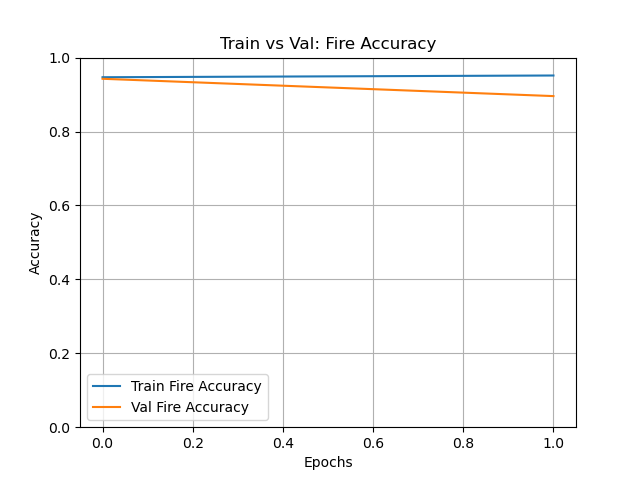 Train vs Val: Fire Accuracy
1.0
0.8
0.6
0.4
0.2
0.0
Accuracy
Train Fire Accuracy
Val Fire Accuracy
0.0 0.2 0.4 0.6 0.8 1.0
Epochs